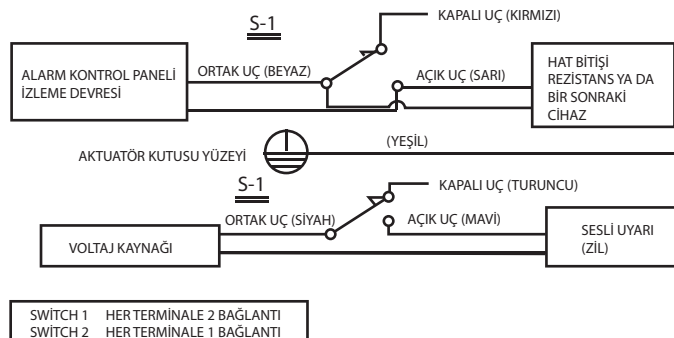 S-1
KAPALI UÇ (KIRMIZI)
ALARM KONTROL PANELİ
İZLEME DEVRESİ
ORTAK UÇ (BEYAZ)
AÇIK UÇ (SARI)
HAT BİTİŞİ
REZİSTANS YA DA
BİR SONRAKİ
CİHAZ
AKTUATÖR KUTUSU YÜZEYİ
(YEŞİL)
S-1
KAPALI UÇ (TURUNCU)
ORTAK UÇ (SİYAH)
AÇIK UÇ (MAVİ)
VOLTAJ KAYNAĞI
SESLİ UYARI
(ZİL)
SWİTCH 1 HER TERMİNALE 2 BAĞLANTI
SWİTCH 2 HER TERMİNALE 1 BAĞLANTI